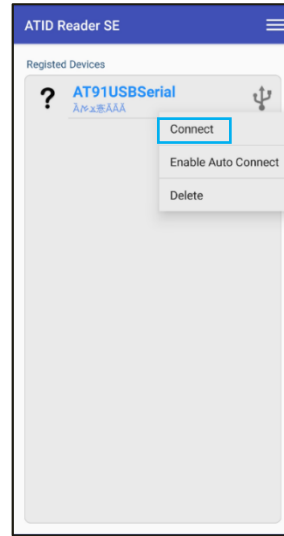 ATID Reader SE
Registed Devices
?
AT91USBSerial
Connect
Enable Auto Connect
Delete